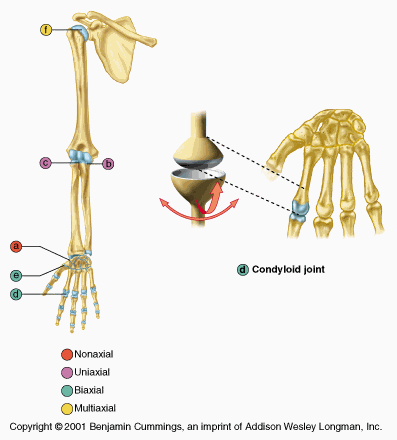 f
c
b
a
e
d
d Condyloid joint
Nonaxial
Uniaxial
Biaxial
Multiaxial
Copyright © 2001 Benjamin Cummings, an imprint of Addison Wesley Longman, Inc.